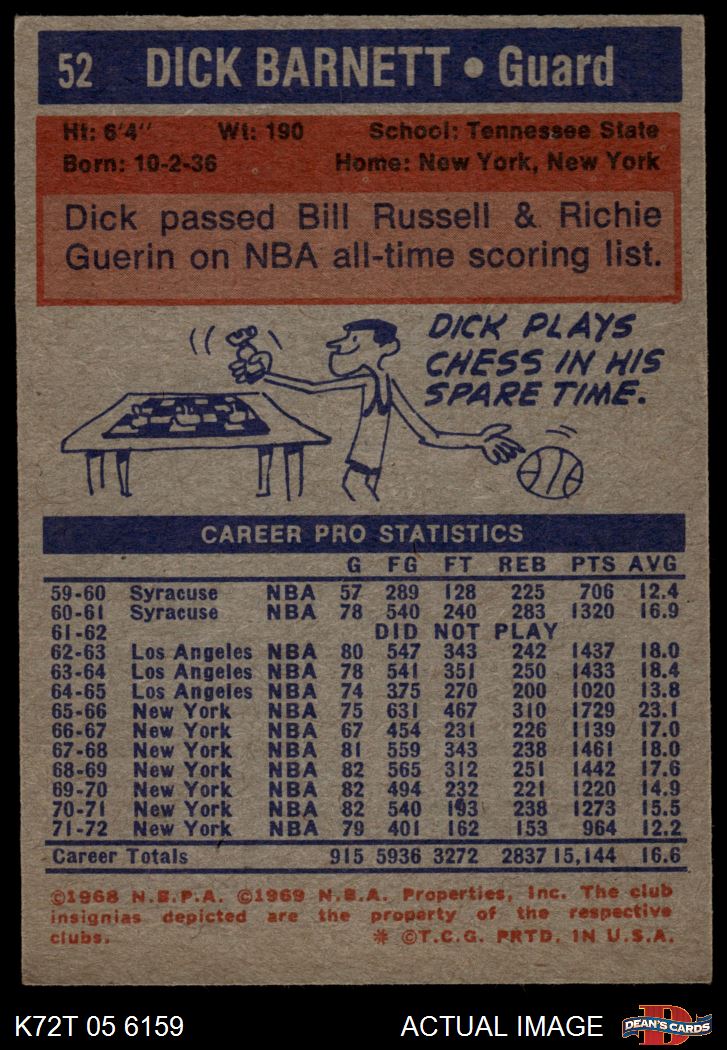 52 DICK BARNETT • Guard
Ht: 6'4" Wt: 190 School: Tennessee State
Born: 10-2-36 Home: New York, New York
Dick passed Bill Russell & Richie
Guerin on NBA all-time scoring list.
DICK PLAYS
CHESS IN HIS
SPARE TIME.
CAREER PRO STATISTICS
G FG FT REB PTS AVG
59-60 Syracuse NBA 57 289 128 225 706 12.4
60-61 Syracuse NBA 78 540 240 283 1320 16.9
61-62 DID NOT PLAY
62-63 Los Angeles NBA 80 547 343 242 1437 18.0
63-64 Los Angeles NBA 78 541 351 250 1433 18.4
64-65 Los Angeles NBA 74 375 270 200 1020 13.8
65-66 New York NBA 75 631 467 310 1729 23.1
66-67 New York NBA 67 454 231 226 1139 17.0
67-68 New York NBA 81 559 343 238 1461 18.0
68-69 New York NBA 82 565 312 251 1442 17.6
69-70 New York NBA 82 494 232 221 1220 14.9
70-71 New York NBA 82 540 193 238 1273 15.5
71-72 New York NBA 79 401 162 153 964 12.2
Career Totals 915 5936 3272 2837 15,144 16.6
©1968 N.B.P.A. ©1969 N.B.A. Properties, Inc. The club
insignias depicted are the property of the respective
clubs. * ©T.C.G. PRTD. IN U.S.A.
K72T 05 6159 ACTUAL IMAGE D DEAN'S CARDS